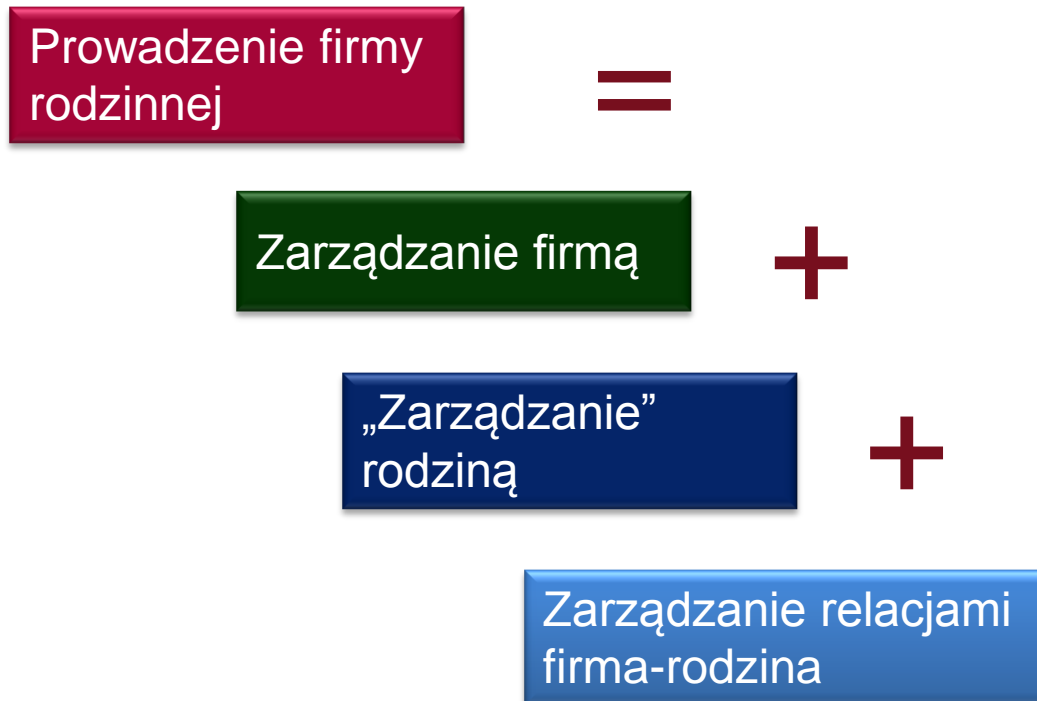 Prowadzenie firmy
rodzinnej
=
Zarządzanie firmą
+
„Zarządzanie”
rodziną
+
Zarządzanie relacjami
firma-rodzina